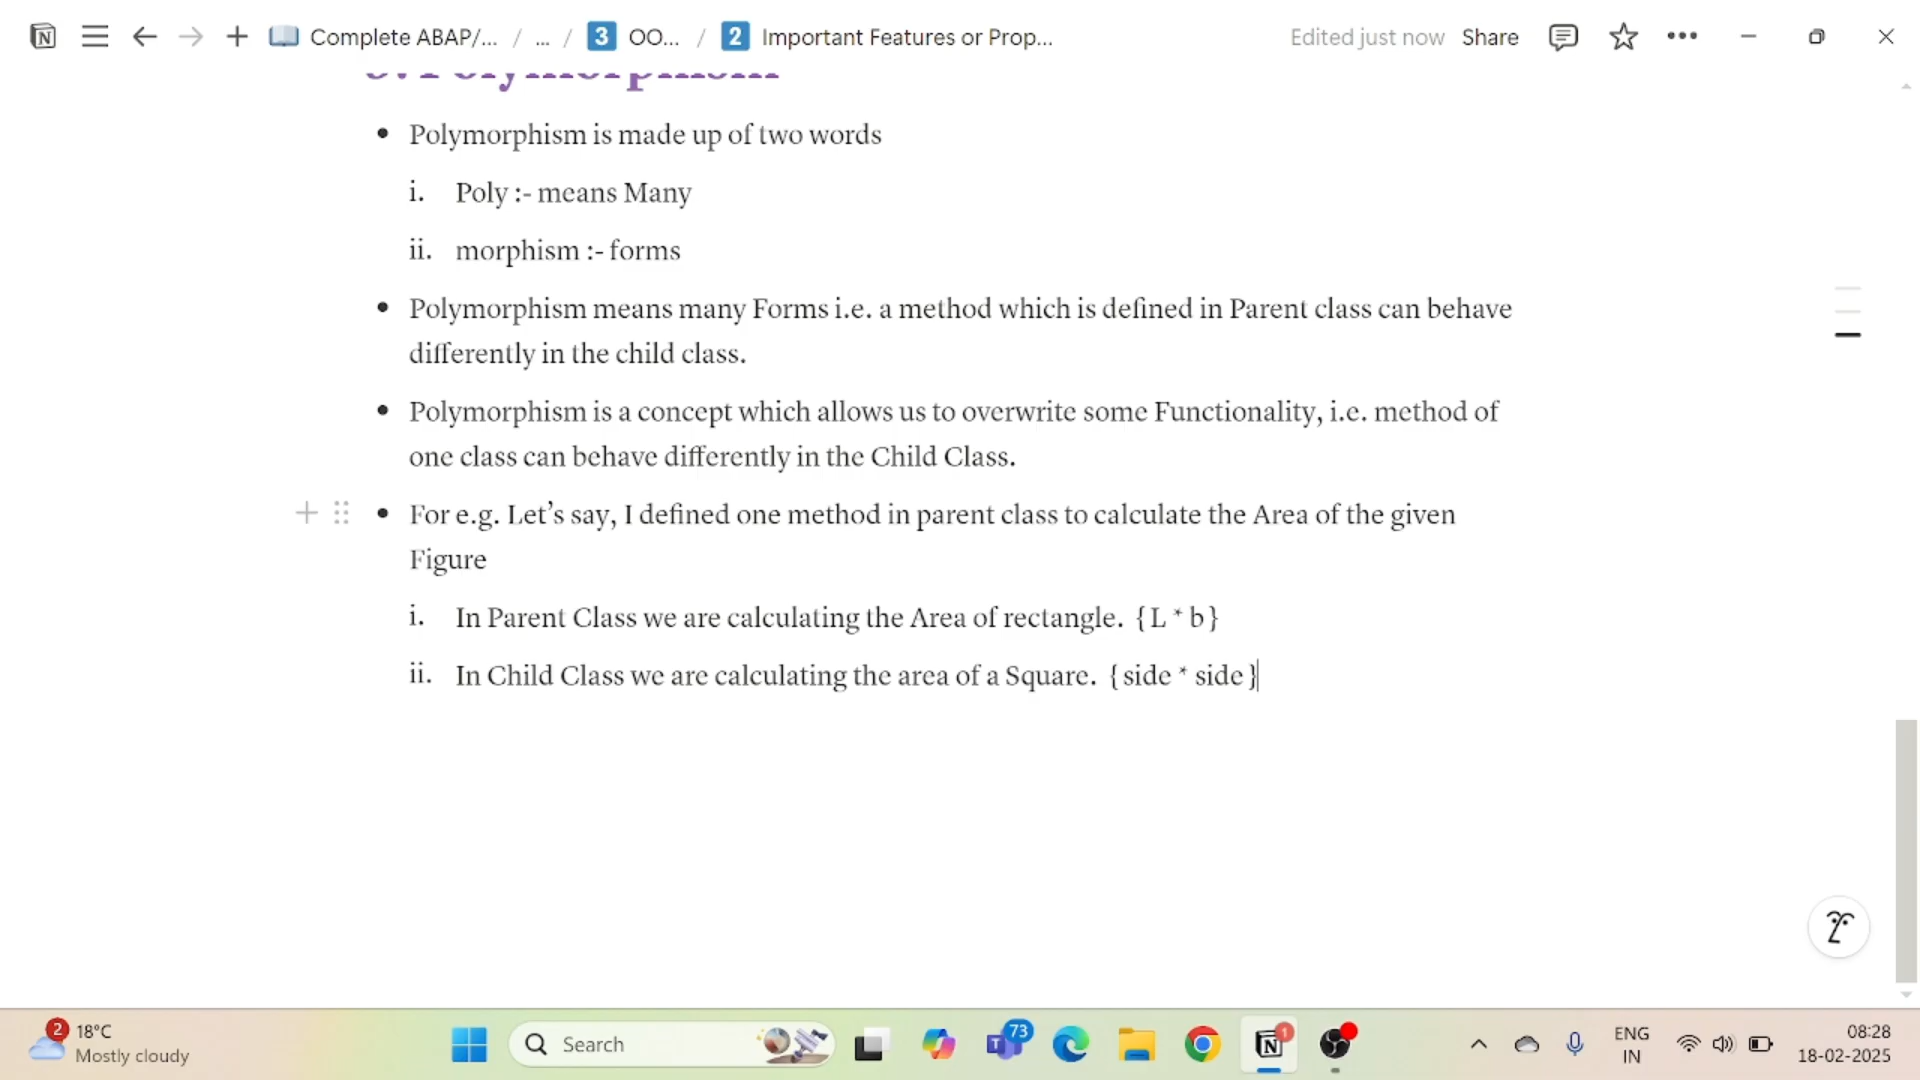 Complete ABAP/... / ... / 3 OO... / 2 Important Features or Prop... Edited just now Share
3. Polymorphism
• Polymorphism is made up of two words
i. Poly :- means Many
ii. morphism :- forms
• Polymorphism means many Forms i.e. a method which is defined in Parent class can behave
differently in the child class.
• Polymorphism is a concept which allows us to overwrite some Functionality, i.e. method of
one class can behave differently in the Child Class.
• For e.g. Let's say, I defined one method in parent class to calculate the Area of the given
Figure
i. In Parent Class we are calculating the Area of rectangle. {L * b}
ii. In Child Class we are calculating the area of a Square. {side * side}
2 18°C
Mostly cloudy
Search
73
1
ENG
IN
08:28
18-02-2025